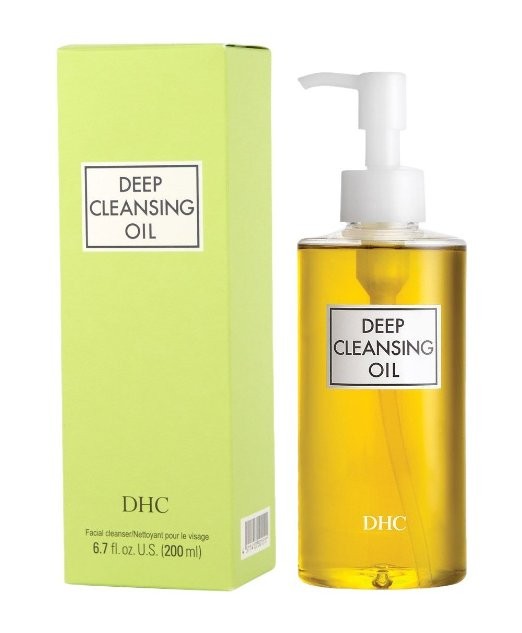 DEEP
CLEANSING
OIL
DHC
Facial cleanser/Nettoyant pour le visage
6.7 fl.oz. U.S. (200 ml)
DEEP
CLEANSING
OIL
DHC